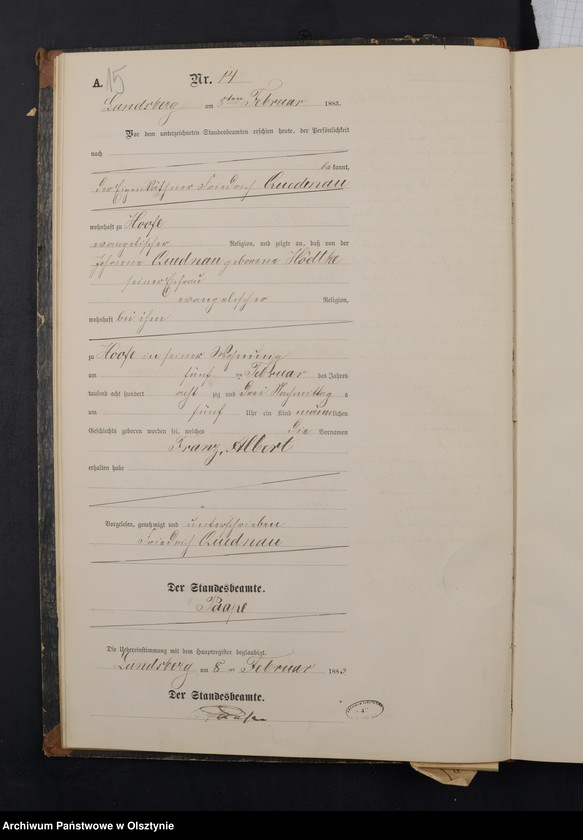 A. 15 Nr. 14
Landsberg am 8ten Februar 1883.
Vor dem unterzeichneten Standesbeamten erschien heute, der Persönlichkeit
nach
bekannt,
der Eigenkäthner Friedrich Quednau
wohnhaft zu Hoofe
evangelischer Religion, und zeigte an, daß von der
Johanna Quednau geborene Hödtke
seiner Ehefrau
evangelischer Religion,
wohnhaft bei ihm
zu Hoofe in seiner Wohnung
am fünf ten Februar des Jahres
tausend acht hundert acht zig und drei Nachmittag s
um fünf Uhr ein Kind männlichen
Geschlechts geboren worden sei, welches die Vornamen
Franz, Albert
erhalten habe
Vorgelesen, genehmigt und unterschrieben
Friedrich Quednau
Der Standesbeamte.
Paape
Die Uebereinstimmung mit dem Hauptregister beglaubigt.
Landsberg am 8 ten Februar 1883
Der Standesbeamte.
Paape
Archiwum Państwowe w Olsztynie